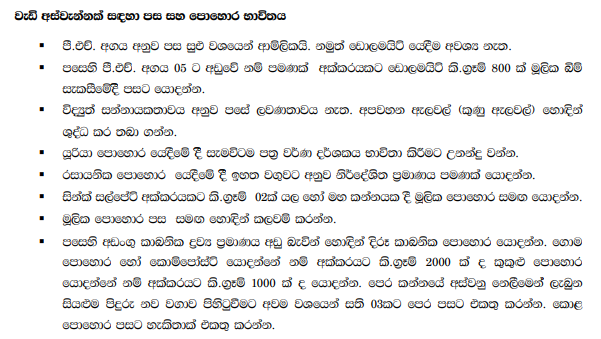 වැඩි අස්වැන්නක් සඳහා පස සහ පොහොර භාවිතය
▪ පී.එච්. අගය අනුව පස සුළු වශයෙන් ආම්ලිකයි. නමුත් ඩොලමයිට් යෙදීම අවශ්‍ය නැත.
▪ පසෙහි පී.එච්. අගය 05 ට අඩුවේ නම් පමණක් අක්කරයකට ඩොලමයිට් කි.ග්‍රෑම් 800 ක් මූලික බිම්
සැකසීමේදී පසට යොදන්න.
▪ විද්‍යුත් සන්නායකතාවය අනුව පසේ ලවණතාවය නැත. අපවහන ඇලවල් (කුණු ඇලවල්) හොඳින්
ශුද්ධ කර තබා ගන්න.
▪ යූරියා පොහොර යෙදීමේ දී සැමවිටම පත්‍ර වර්ණ දර්ශකය භාවිතා කිරීමට උනන්දු වන්න.
▪ රසායනික පොහොර යෙදීමේ දී ඉහත වගුවට අනුව නිර්දේශිත ප්‍රමාණය පමණක් යොදන්න.
▪ සින්ක් සල්පේට් අක්කරයකට කි.ග්‍රෑම් 02ක් යල හෝ මහ කන්නයක දී මූලික පොහොර සමඟ යොදන්න.
▪ මූලික පොහොර පස සමඟ හොඳින් කලවම් කරන්න.
▪ පසෙහි අඩංගු කාබනික ද්‍රව්‍ය ප්‍රමාණය අඩු බැවින් හොඳින් දිරූ කාබනික පොහොර යොදන්න. ගොම
පොහොර හෝ කොම්පෝස්ට් යොදන්නේ නම් අක්කරයකට කි.ග්‍රෑම් 2000 ක් ද කුකුළු පොහොර
යොදන්නේ නම් අක්කරයකට කි.ග්‍රෑම් 1000 ක් ද යොදන්න. පෙර කන්නයේ අස්වනු නෙලීමෙන් ලැබුන
සියළුම පිදුරු නව වගාව පිහිටුවීමට අවම වශයෙන් සති 03කට පෙර පසට එකතු කරන්න. කොළ
පොහොර පසට හැකිතාක් එකතු කරන්න.